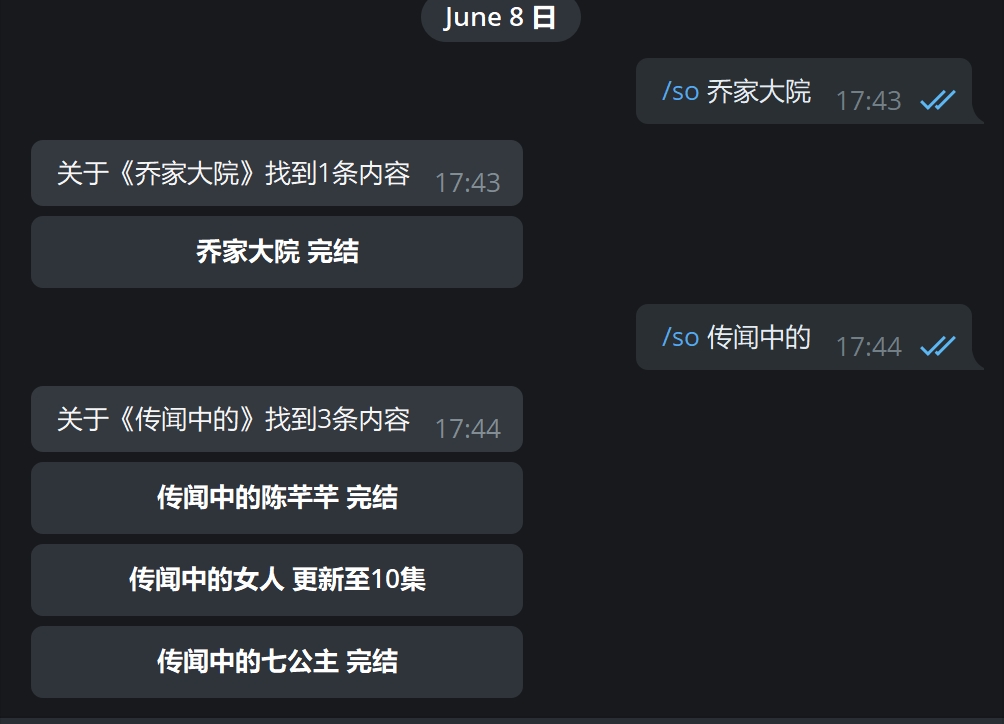 June 8 日
/so 乔家大院 17:43
关于《乔家大院》找到1条内容 17:43
乔家大院 完结
/so 传闻中的 17:44
关于《传闻中的》找到3条内容 17:44
传闻中的陈芊芊 完结
传闻中的女人 更新至10集
传闻中的七公主 完结